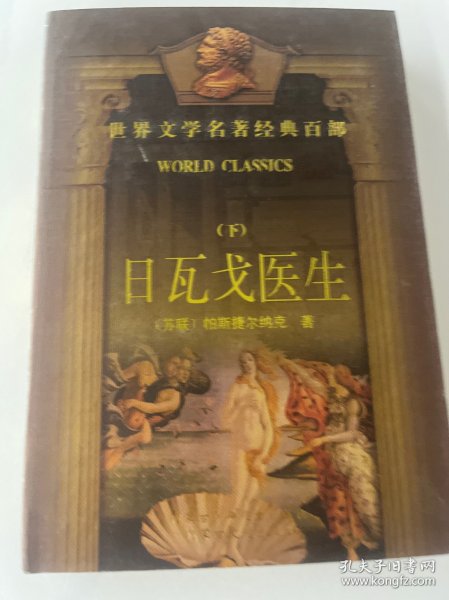 世界文学名著经典百部
WORLD CLASSICS
（下）
日瓦戈医生
（苏联）帕斯捷尔纳克 著
孔夫子旧书网
www.kongfz.com